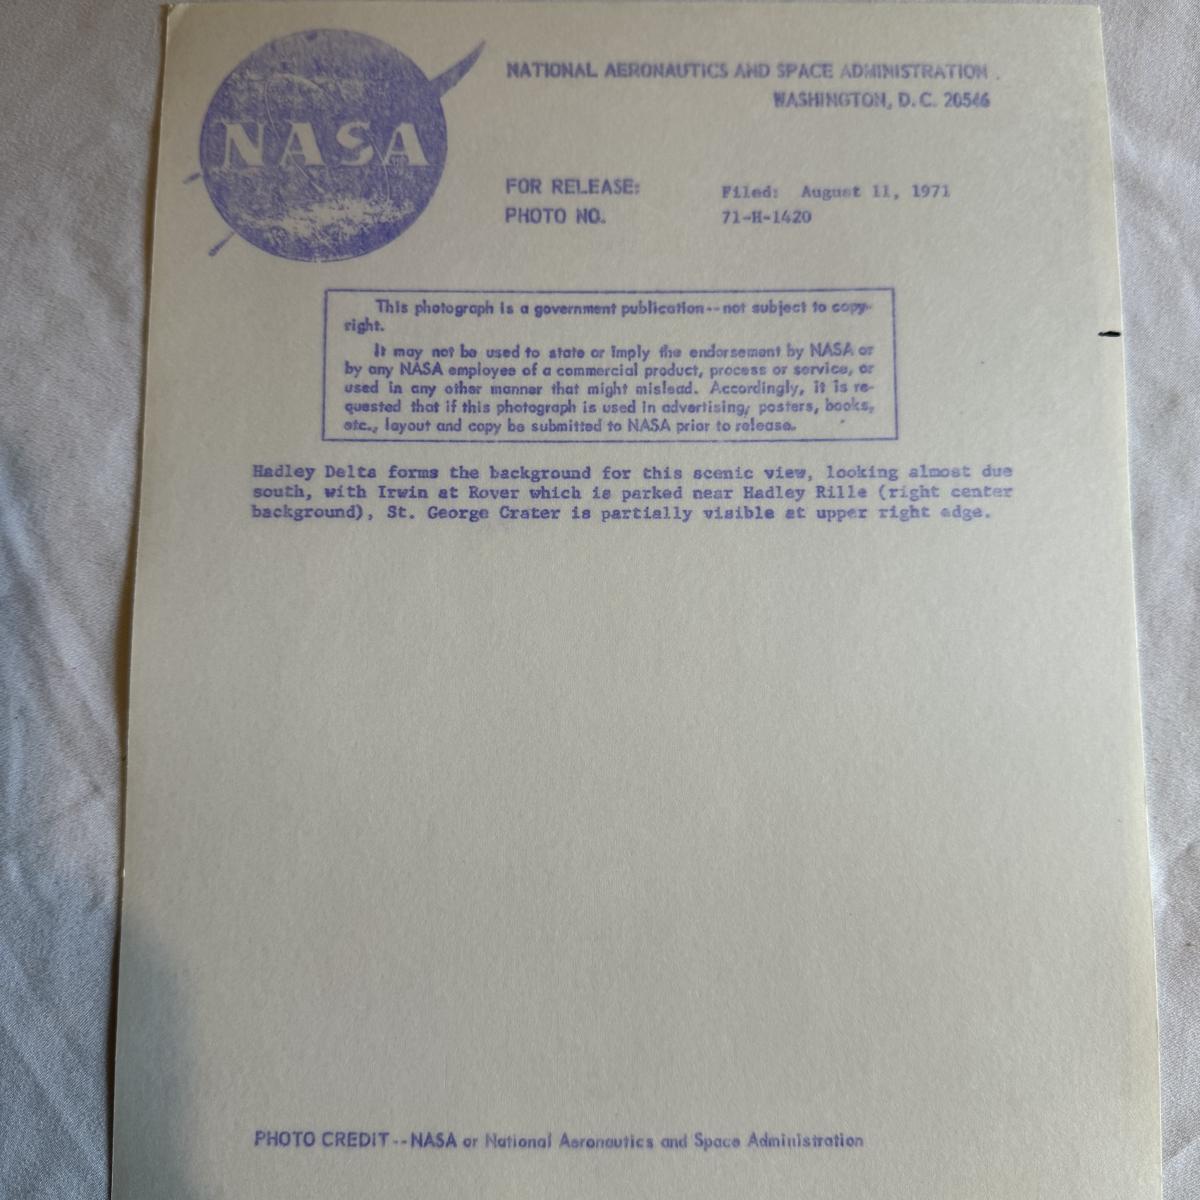 NASA
NATIONAL AERONAUTICS AND SPACE ADMINISTRATION
WASHINGTON, D. C. 20546
FOR RELEASE: Filed: August 11, 1971
PHOTO NO. 71-H-1420
This photograph is a government publication--not subject to copy-
right.
It may not be used to state or imply the endorsement by NASA or
by any NASA employee of a commercial product, process or service, or
used in any other manner that might mislead. Accordingly, it is re-
quested that if this photograph is used in advertising, posters, books,
etc., layout and copy be submitted to NASA prior to release.
Hadley Delta forms the background for this scenic view, looking almost due
south, with Irwin at Rover which is parked near Hadley Rille (right center
background), St. George Crater is partially visible at upper right edge.
PHOTO CREDIT--NASA or National Aeronautics and Space Administration